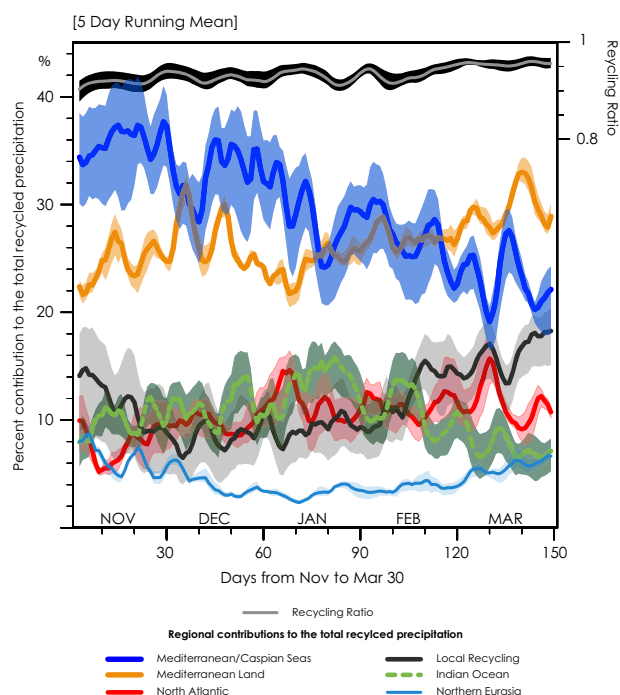 [5 Day Running Mean]
%
40
30
20
10
Percent contribution to the total recycled precipitation
1
0.8
Reycling Ratio
NOV DEC JAN FEB MAR
30 60 90 120 150
Days from Nov to Mar 30
Recycling Ratio
Regional contributions to the total recylced precipitation
Mediterranean/Caspian Seas Local Recycling
Mediterranean Land Indian Ocean
North Atlantic Northern Eurasia